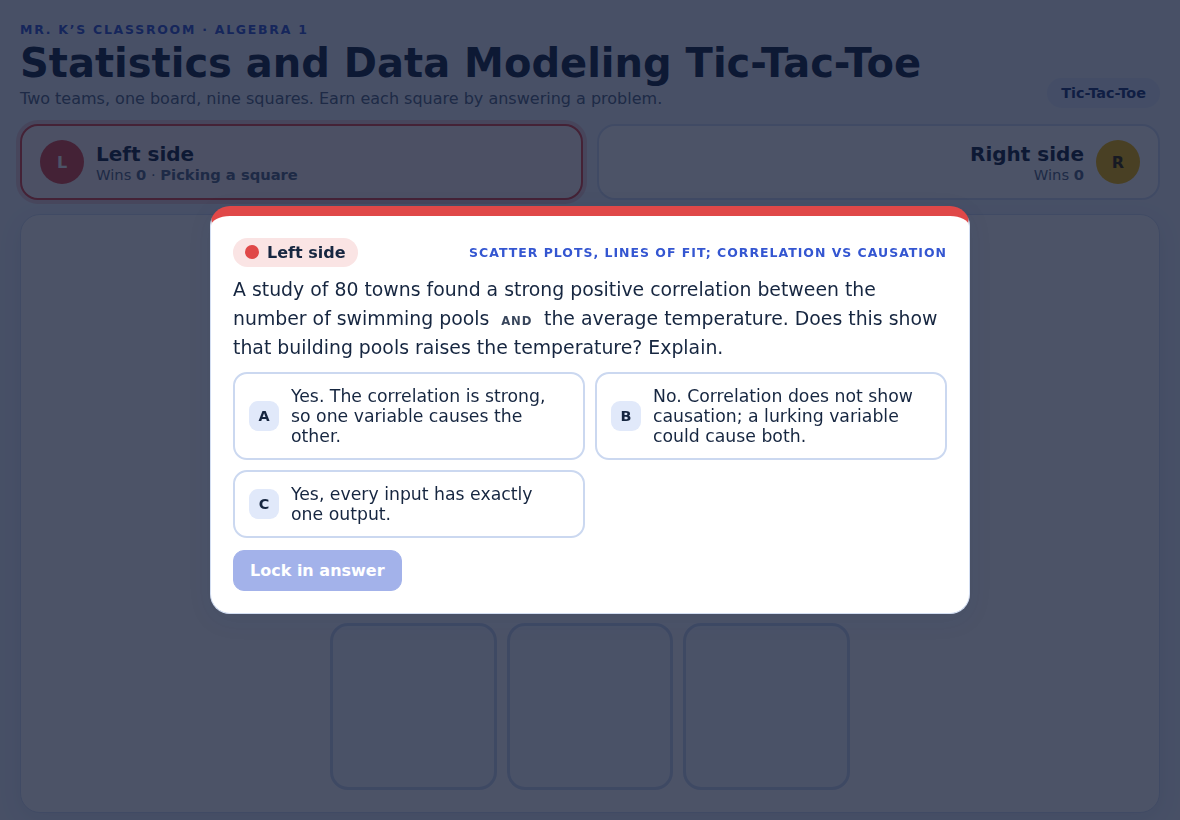 MR. K'S CLASSROOM · ALGEBRA 1
Statistics and Data Modeling Tic-Tac-Toe
Two teams, one board, nine squares. Earn each square by answering a problem.
Tic-Tac-Toe
L
Left side
Wins 0 · Picking a square
Right side
Wins 0
R
Left side
SCATTER PLOTS, LINES OF FIT; CORRELATION VS CAUSATION
A study of 80 towns found a strong positive correlation between the
number of swimming pools AND the average temperature. Does this show
that building pools raises the temperature? Explain.
A
Yes. The correlation is strong,
so one variable causes the
other.
B
No. Correlation does not show
causation; a lurking variable
could cause both.
C
Yes, every input has exactly
one output.
Lock in answer